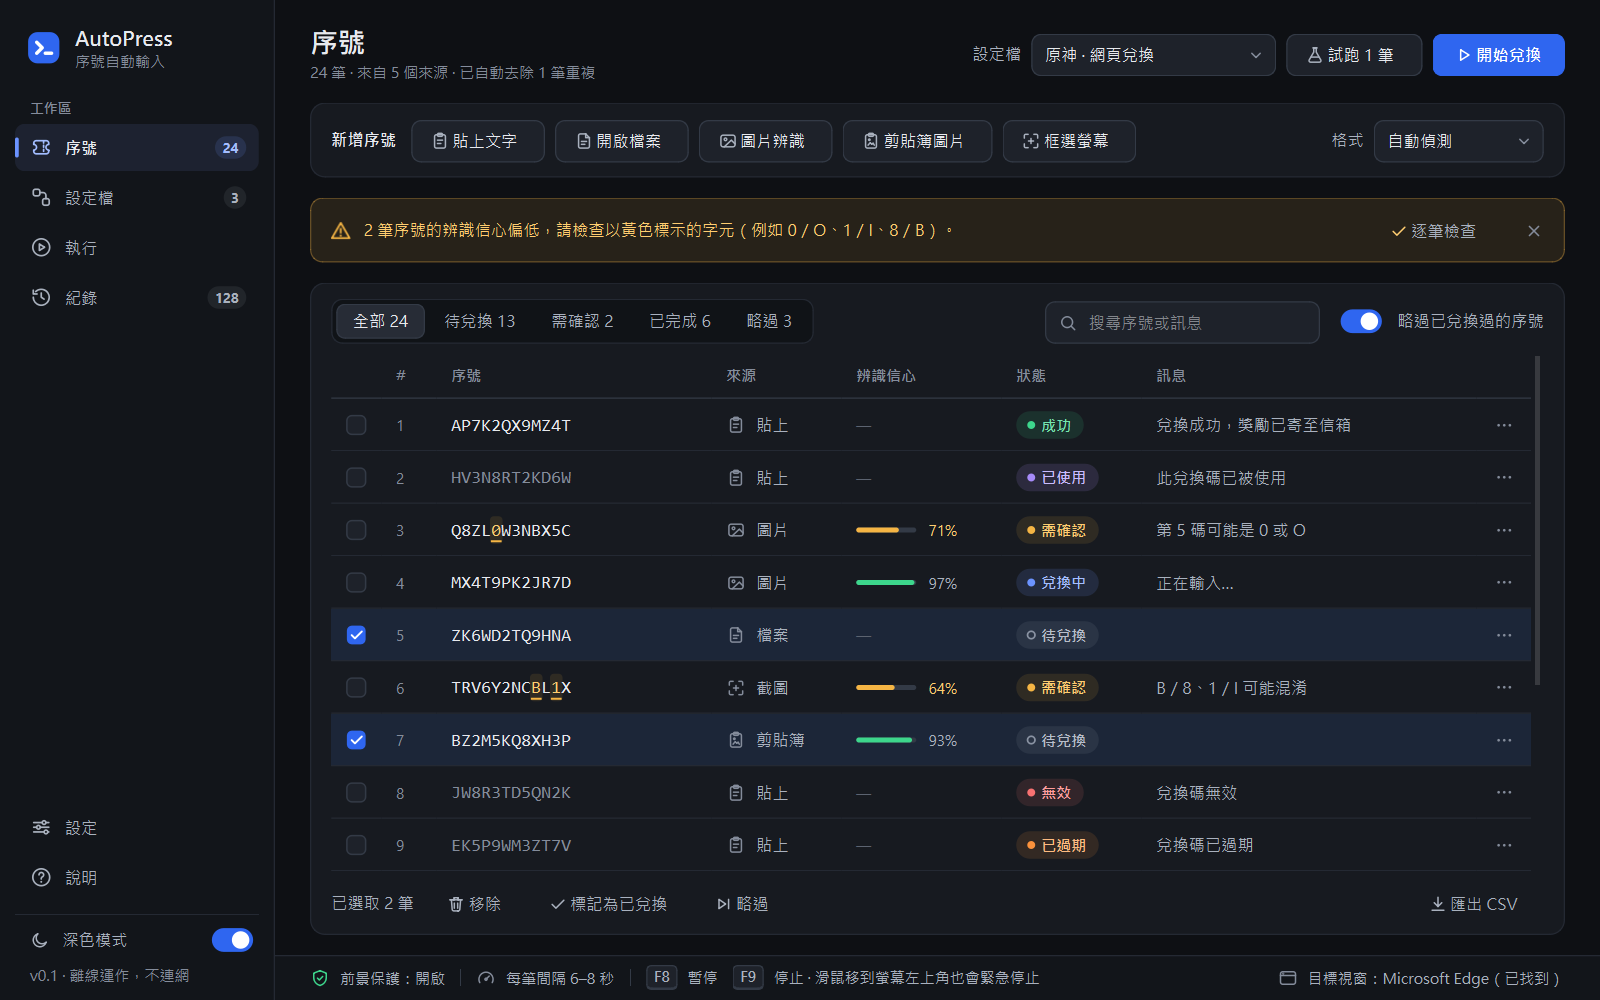 AutoPress
序號自動輸入
工作區
序號 24
設定檔 3
執行
紀錄 128
設定
說明
深色模式
v0.1 · 離線運作，不連網
序號
24 筆 · 來自 5 個來源 · 已自動去除 1 筆重複
設定檔 原神 · 網頁兌換 試跑 1 筆 開始兌換
新增序號 貼上文字 開啟檔案 圖片辨識 剪貼簿圖片 框選螢幕 格式 自動偵測
2 筆序號的辨識信心偏低，請檢查以黃色標示的字元（例如 0 / O、1 / I、8 / B）。 逐筆檢查
全部 24 待兌換 13 需確認 2 已完成 6 略過 3 搜尋序號或訊息 略過已兌換過的序號
# 序號 來源 辨識信心 狀態 訊息
1 AP7K2QX9MZ4T 貼上 — 成功 兌換成功，獎勵已寄至信箱
2 HV3N8RT2KD6W 貼上 — 已使用 此兌換碼已被使用
3 Q8ZL0W3NBX5C 圖片 71% 需確認 第 5 碼可能是 0 或 O
4 MX4T9PK2JR7D 圖片 97% 兌換中 正在輸入...
5 ZK6WD2TQ9HNA 檔案 — 待兌換
6 TRV6Y2NCBL1X 截圖 64% 需確認 B / 8、1 / I 可能混淆
7 BZ2M5KQ8XH3P 剪貼簿 93% 待兌換
8 JW8R3TD5QN2K 貼上 — 無效 兌換碼無效
9 EK5P9WM3ZT7V 貼上 — 已過期 兌換碼已過期
已選取 2 筆 移除 標記為已兌換 略過 匯出 CSV
前景保護：開啟 每筆間隔 6–8 秒 F8 暫停 F9 停止 · 滑鼠移到螢幕左上角也會緊急停止 目標視窗：Microsoft Edge（已找到）